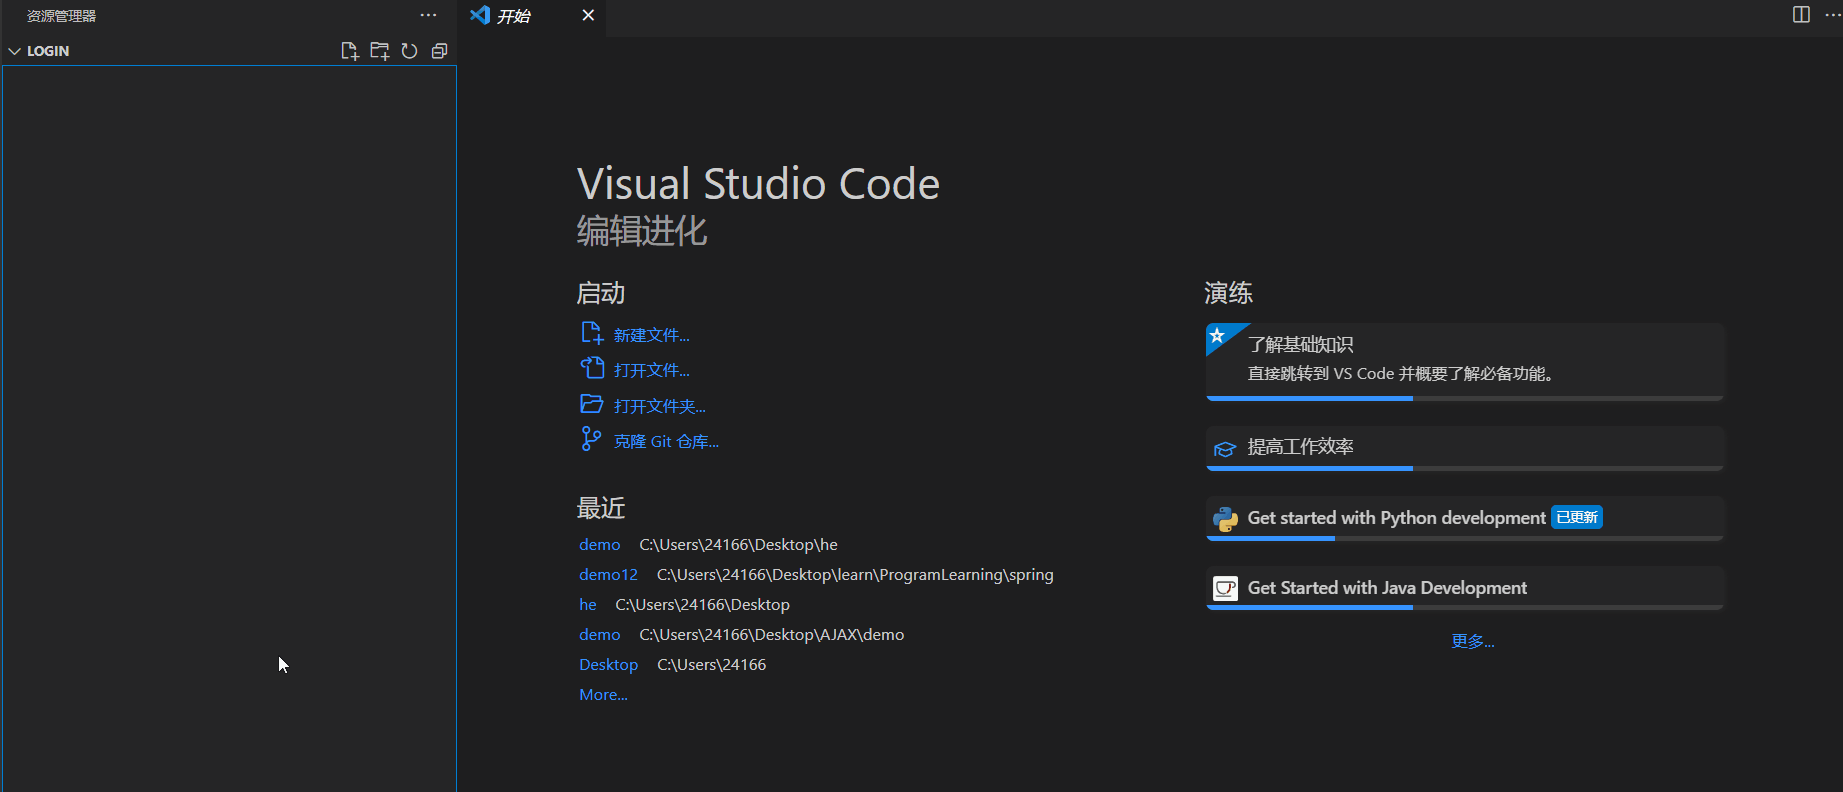 资源管理器
LOGIN
开始
Visual Studio Code
编辑进化
启动
新建文件...
打开文件...
打开文件夹...
克隆 Git 仓库...
最近
demo C:\Users\24166\Desktop\he
demo12 C:\Users\24166\Desktop\learn\ProgramLearning\spring
he C:\Users\24166\Desktop
demo C:\Users\24166\Desktop\AJAX\demo
Desktop C:\Users\24166
More...
演练
了解基础知识
直接跳转到 VS Code 并概要了解必备功能。
提高工作效率
Get started with Python development 已更新
Get Started with Java Development
更多...